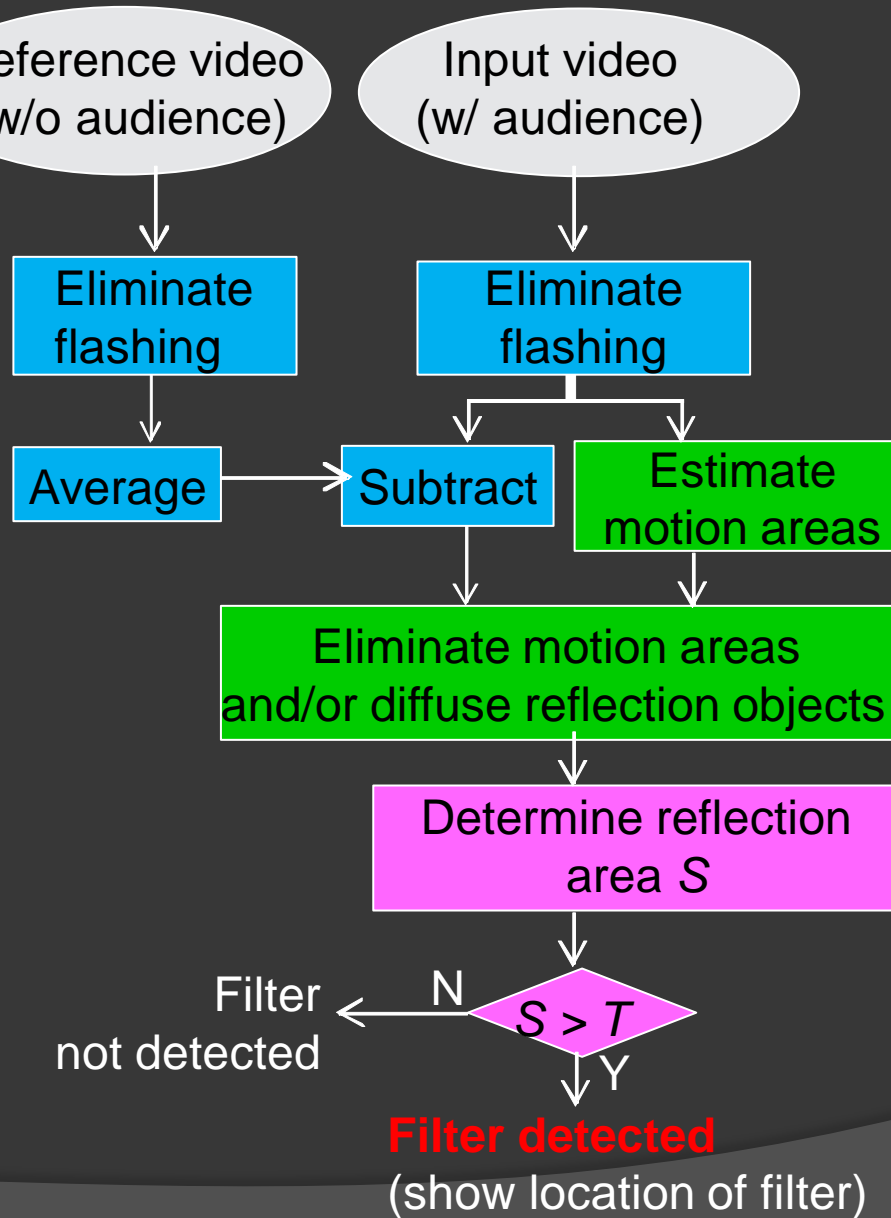 eference video
w/o audience)
Input video
(w/ audience)
Eliminate
flashing
Eliminate
flashing
Average
Subtract
Estimate
motion areas
Eliminate motion areas
and/or diffuse reflection objects
Determine reflection
area S
S > T
N
Filter
not detected
Y
Filter detected
(show location of filter)